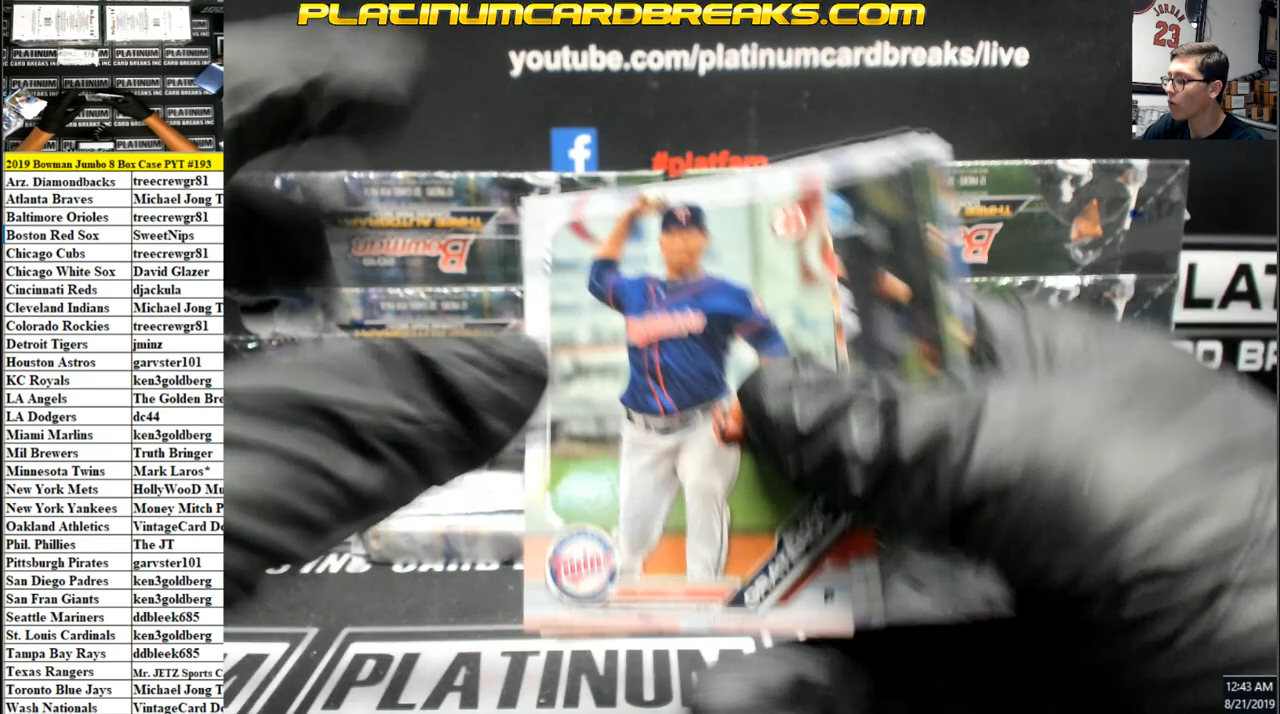 PLATINUMCARDBREAKS.COM
youtube.com/platinumcardbreaks/live
#platfam
JORDAN
23
2019 Bowman Jumbo 8 Box Case PYT #193
Arz. Diamondbacks treecrewgr81
Atlanta Braves Michael Jong T
Baltimore Orioles treecrewgr81
Boston Red Sox SweetNips
Chicago Cubs treecrewgr81
Chicago White Sox David Glazer
Cincinnati Reds djackula
Cleveland Indians Michael Jong T
Colorado Rockies treecrewgr81
Detroit Tigers jminz
Houston Astros garvster101
KC Royals ken3goldberg
LA Angels The Golden Bre
LA Dodgers dc44
Miami Marlins ken3goldberg
Mil Brewers Truth Bringer
Minnesota Twins Mark Laros*
New York Mets HollyWooD Mu
New York Yankees Money Mitch P
Oakland Athletics VintageCard De
Phil. Phillies The JT
Pittsburgh Pirates garvster101
San Diego Padres ken3goldberg
San Fran Giants ken3goldberg
Seattle Mariners ddbleek685
St. Louis Cardinals ken3goldberg
Tampa Bay Rays ddbleek685
Texas Rangers Mr. JETZ Sports C
Toronto Blue Jays Michael Jong T
Wash Nationals VintageCard De
Bowman
Twins
PLATINUM
PLAT
D BR
12:43 AM
8/21/2019